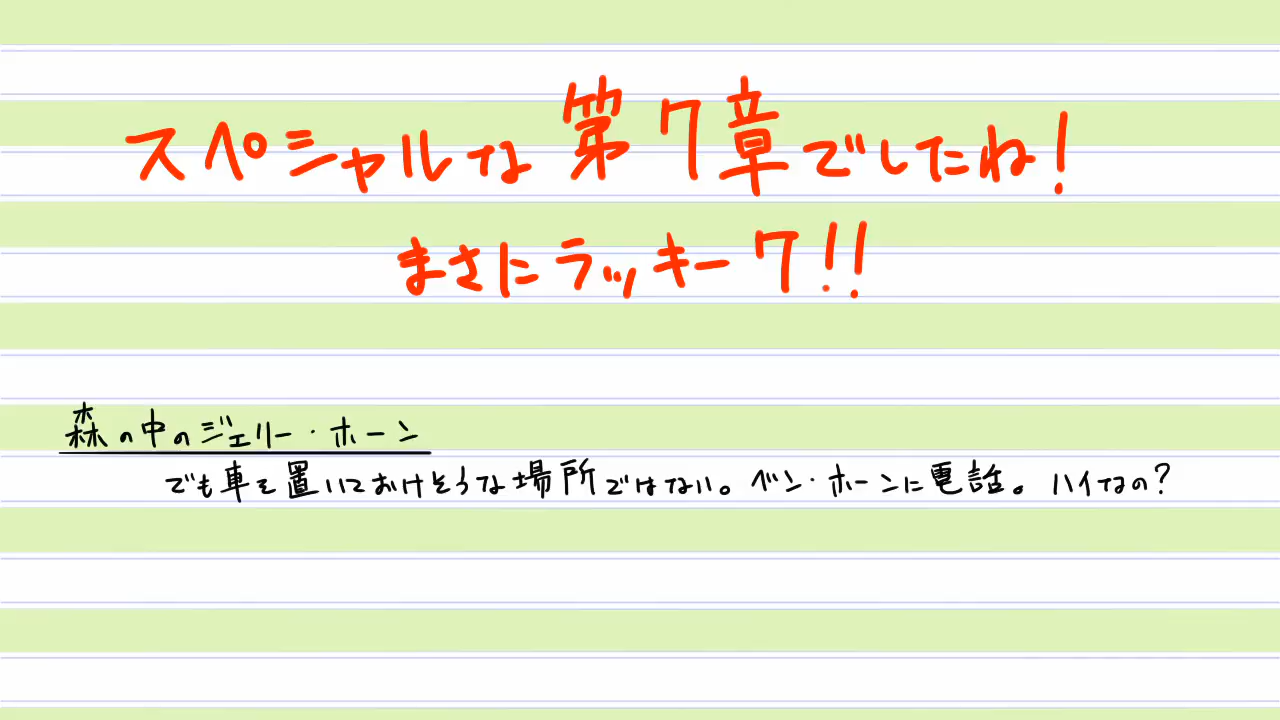 スペシャルな第7章でしたね!
まさにラッキー7!!
森の中のジェリー・ホーン
でも車を置いておけそうな場所ではない。ベン・ホーンに電話。ハイなの?